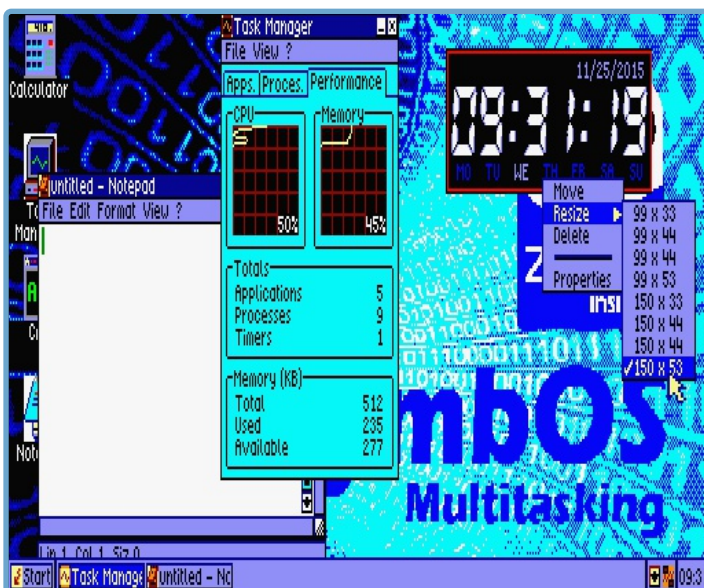 Calculator
Task Manager
File View ?
Apps. Proces. Performance
CPU
50%
Memory
45%
Totals
Applications 5
Processes 9
Timers 1
Memory (KB)
Total 512
Used 235
Available 277
untitled - Notepad
File Edit Format View ?
Lin 1, Col 1, Siz 0
11/25/2015
09:31:19
MO TU WE TH FR SA SU
Move
Resize
Delete
Properties
99 x 33
99 x 44
99 x 44
99 x 53
150 x 33
150 x 44
150 x 44
150 x 53
mbOS
Multitasking
Start
Task Manage
untitled - No
09:3